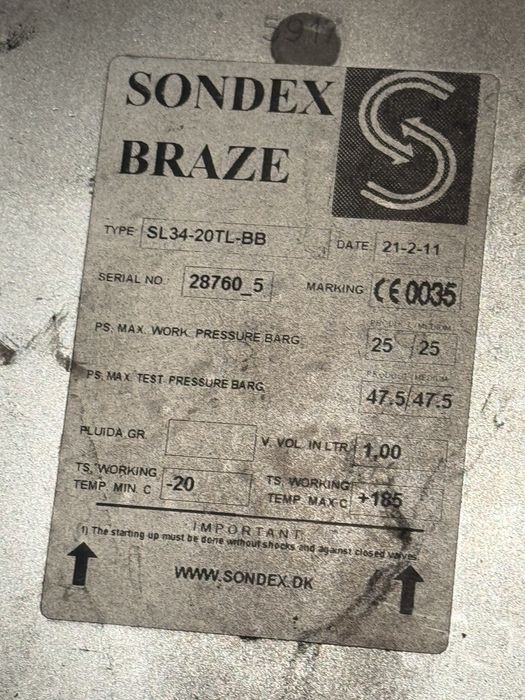 5917
SONDEX
BRAZE
TYPE SL34-20TL-BB DATE 21-2-11
SERIAL NO 28760_5 MARKING CE 0035
PS. MAX. WORK. PRESSURE BARG 25 / 25
PS. MAX. TEST PRESSURE BARG 47.5/47.5
FLUIDA GR. V. VOL. IN LTR. 1,00
TS. WORKING TS. WORKING
TEMP. MIN. C -20 TEMP. MAX C +185
IMPORTANT
1) The starting up must be done without shocks and against closed valves.
WWW.SONDEX.DK